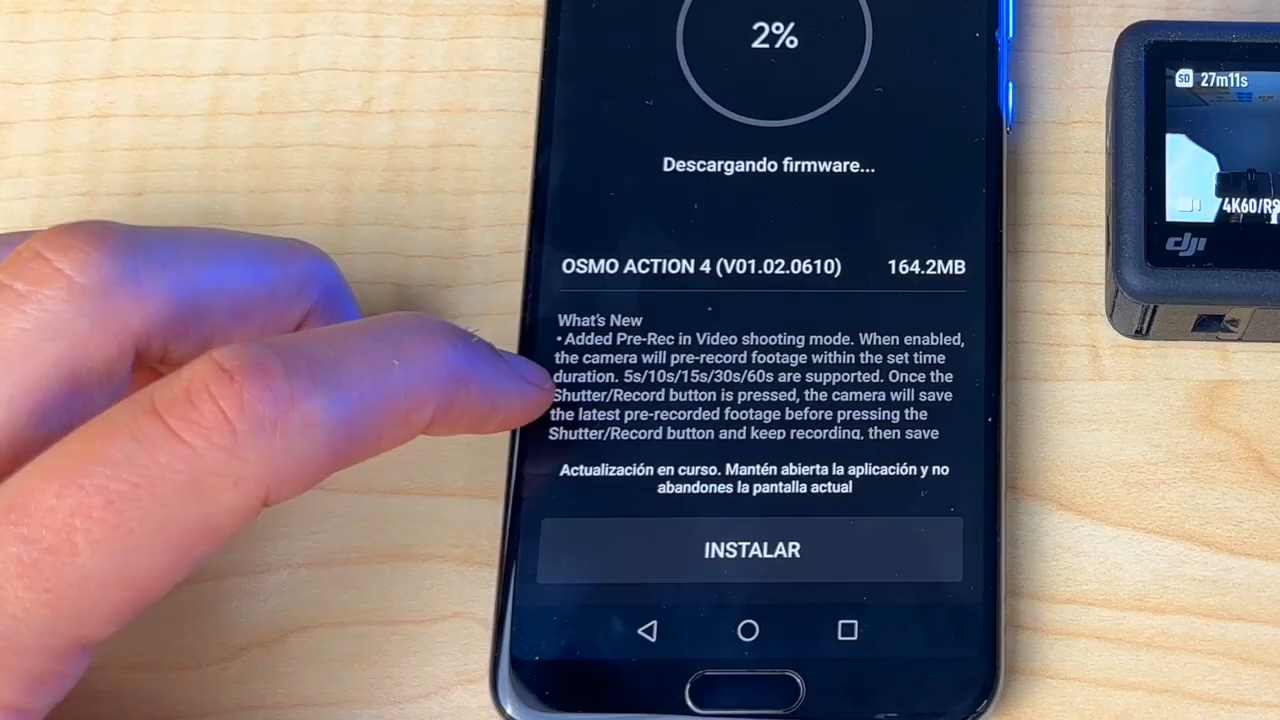 2%
Descargando firmware...
OSMO ACTION 4 (V01.02.0610) 164.2MB
What's New
•Added Pre-Rec in Video shooting mode. When enabled,
the camera will pre-record footage within the set time
duration. 5s/10s/15s/30s/60s are supported. Once the
Shutter/Record button is pressed, the camera will save
the latest pre-recorded footage before pressing the
Shutter/Record button and keep recording, then save
Actualización en curso. Mantén abierta la aplicación y no
abandones la pantalla actual
INSTALAR
SD 27m11s
4K60/
dji